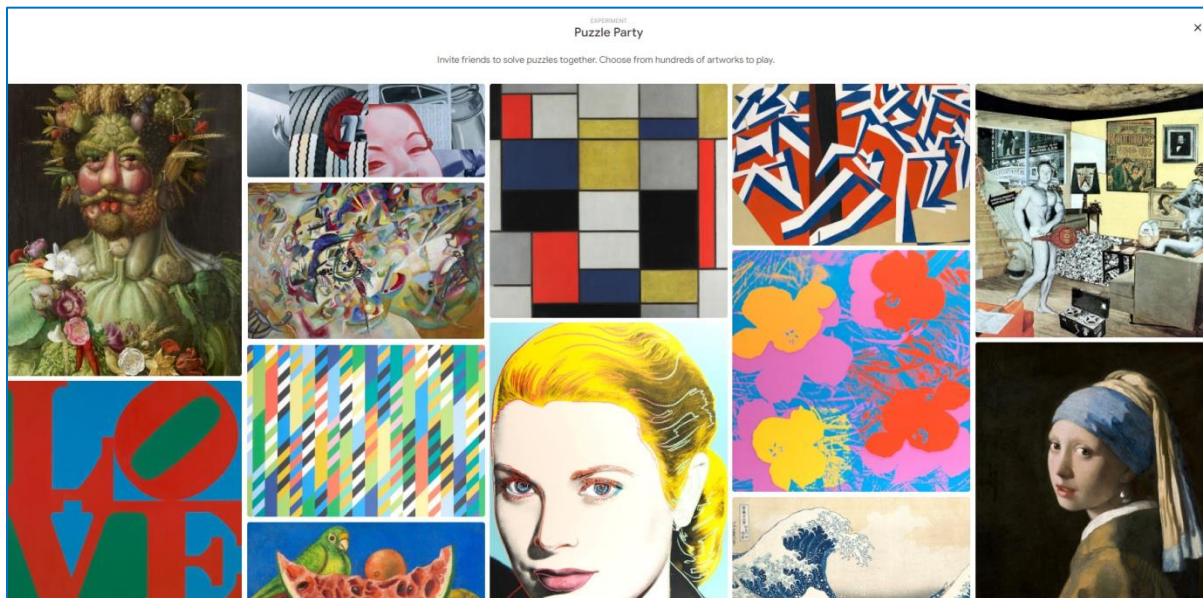 EXPERIMENT
Puzzle Party
Invite friends to solve puzzles together. Choose from hundreds of artworks to play.
LO
VE